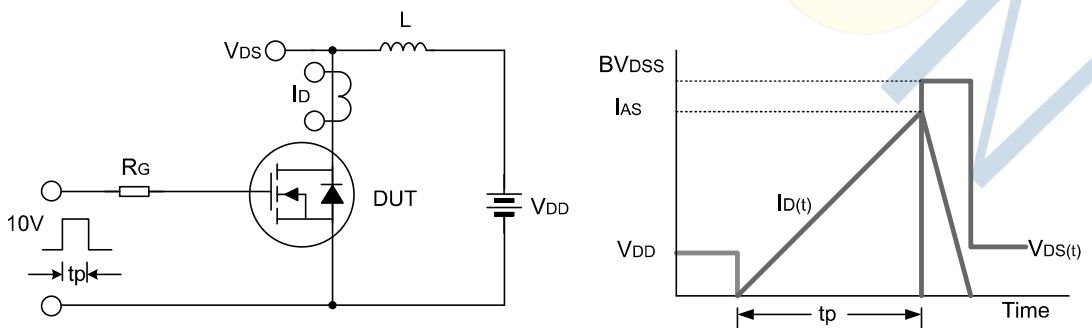 VDS
L
ID
RG
10V
tp
DUT
VDD
BVDSS
IAS
ID(t)
VDD
VDS(t)
tp
Time